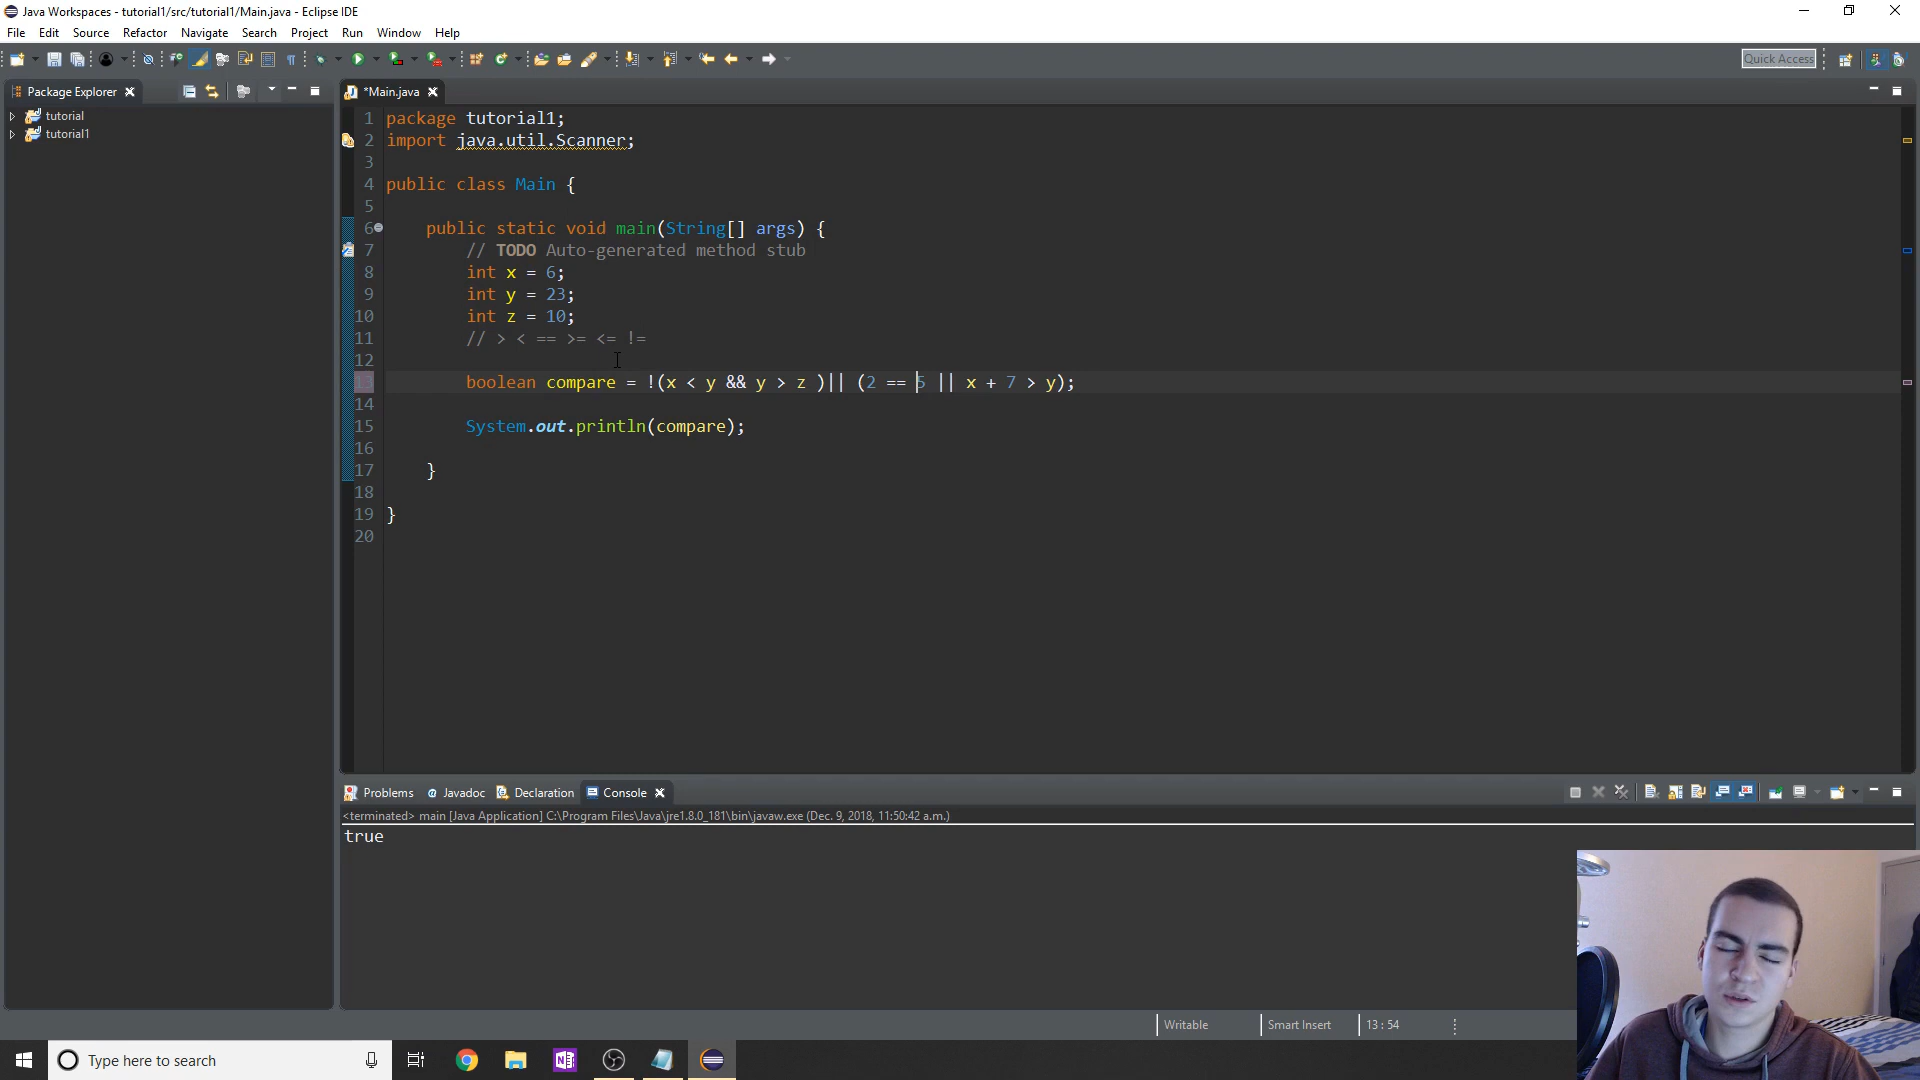 Java Workspaces - tutorial1/src/tutorial1/Main.java - Eclipse IDE
File Edit Source Refactor Navigate Search Project Run Window Help
Quick Access
Package Explorer
*Main.java
tutorial
tutorial1
1 package tutorial1;
2 import java.util.Scanner;
3
4 public class Main {
5
6 public static void main(String[] args) {
7 // TODO Auto-generated method stub
8 int x = 6;
9 int y = 23;
10 int z = 10;
11 // > < == >= <= !=
12
13 boolean compare = !(x < y && y > z )|| (2 == 5 || x + 7 > y);
14
15 System.out.println(compare);
16
17 }
18
19 }
20
Problems Javadoc Declaration Console
<terminated> main [Java Application] C:\Program Files\Java\jre1.8.0_181\bin\javaw.exe (Dec. 9, 2018, 11:50:42 a.m.)
true
Writable Smart Insert 13 : 54
Type here to search